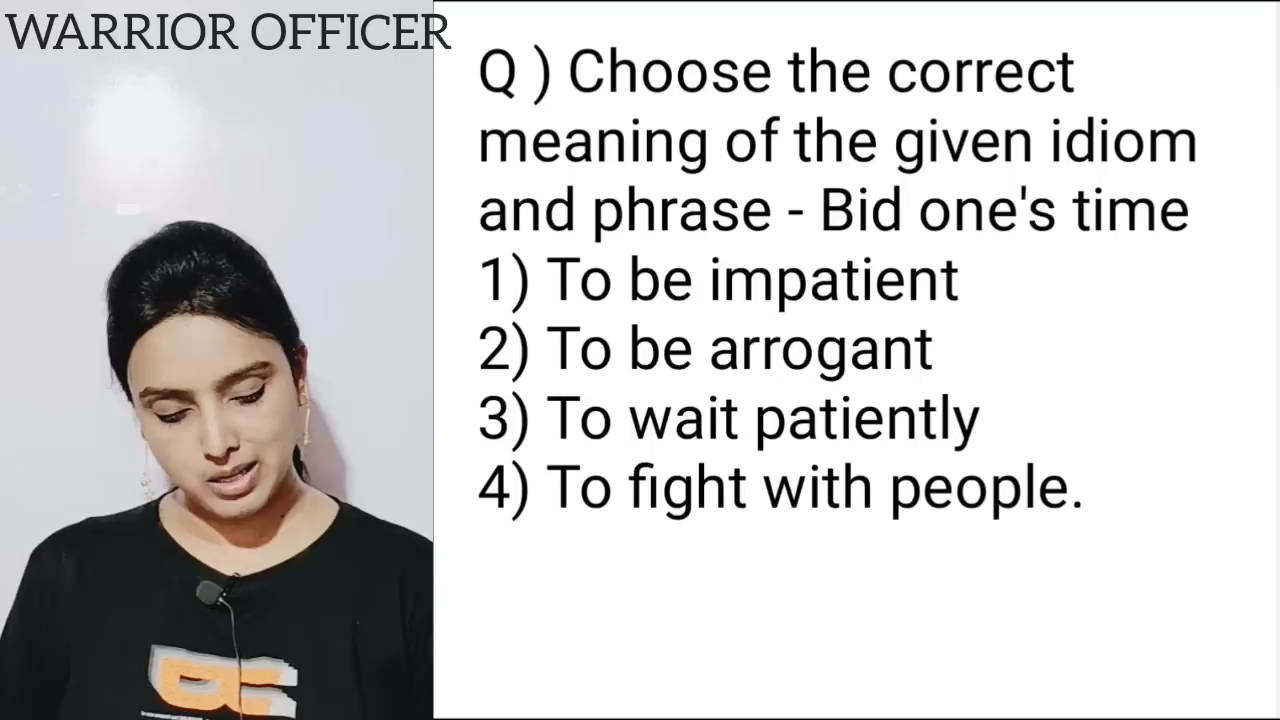 WARRIOR OFFICER
Q ) Choose the correct
meaning of the given idiom
and phrase - Bid one's time
1) To be impatient
2) To be arrogant
3) To wait patiently
4) To fight with people.